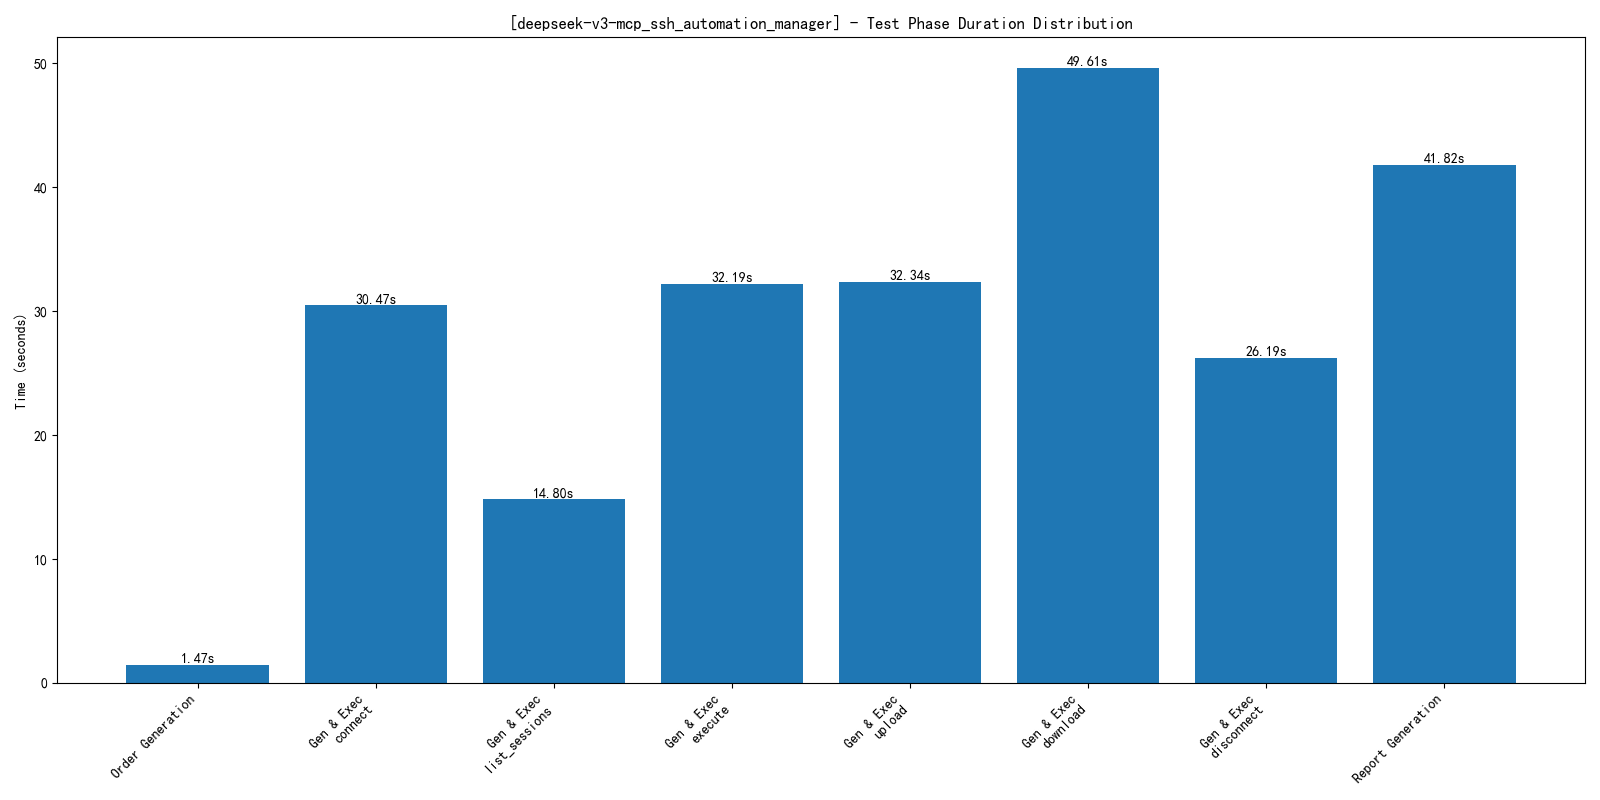 [deepseek-v3-mcp_ssh_automation_manager] - Test Phase Duration Distribution
Time (seconds)
50
40
30
20
10
0
1.47s
30.47s
14.80s
32.19s
32.34s
49.61s
26.19s
41.82s
Order Generation
Gen & Exec
connect
Gen & Exec
list_sessions
Gen & Exec
execute
Gen & Exec
upload
Gen & Exec
download
Gen & Exec
disconnect
Report Generation